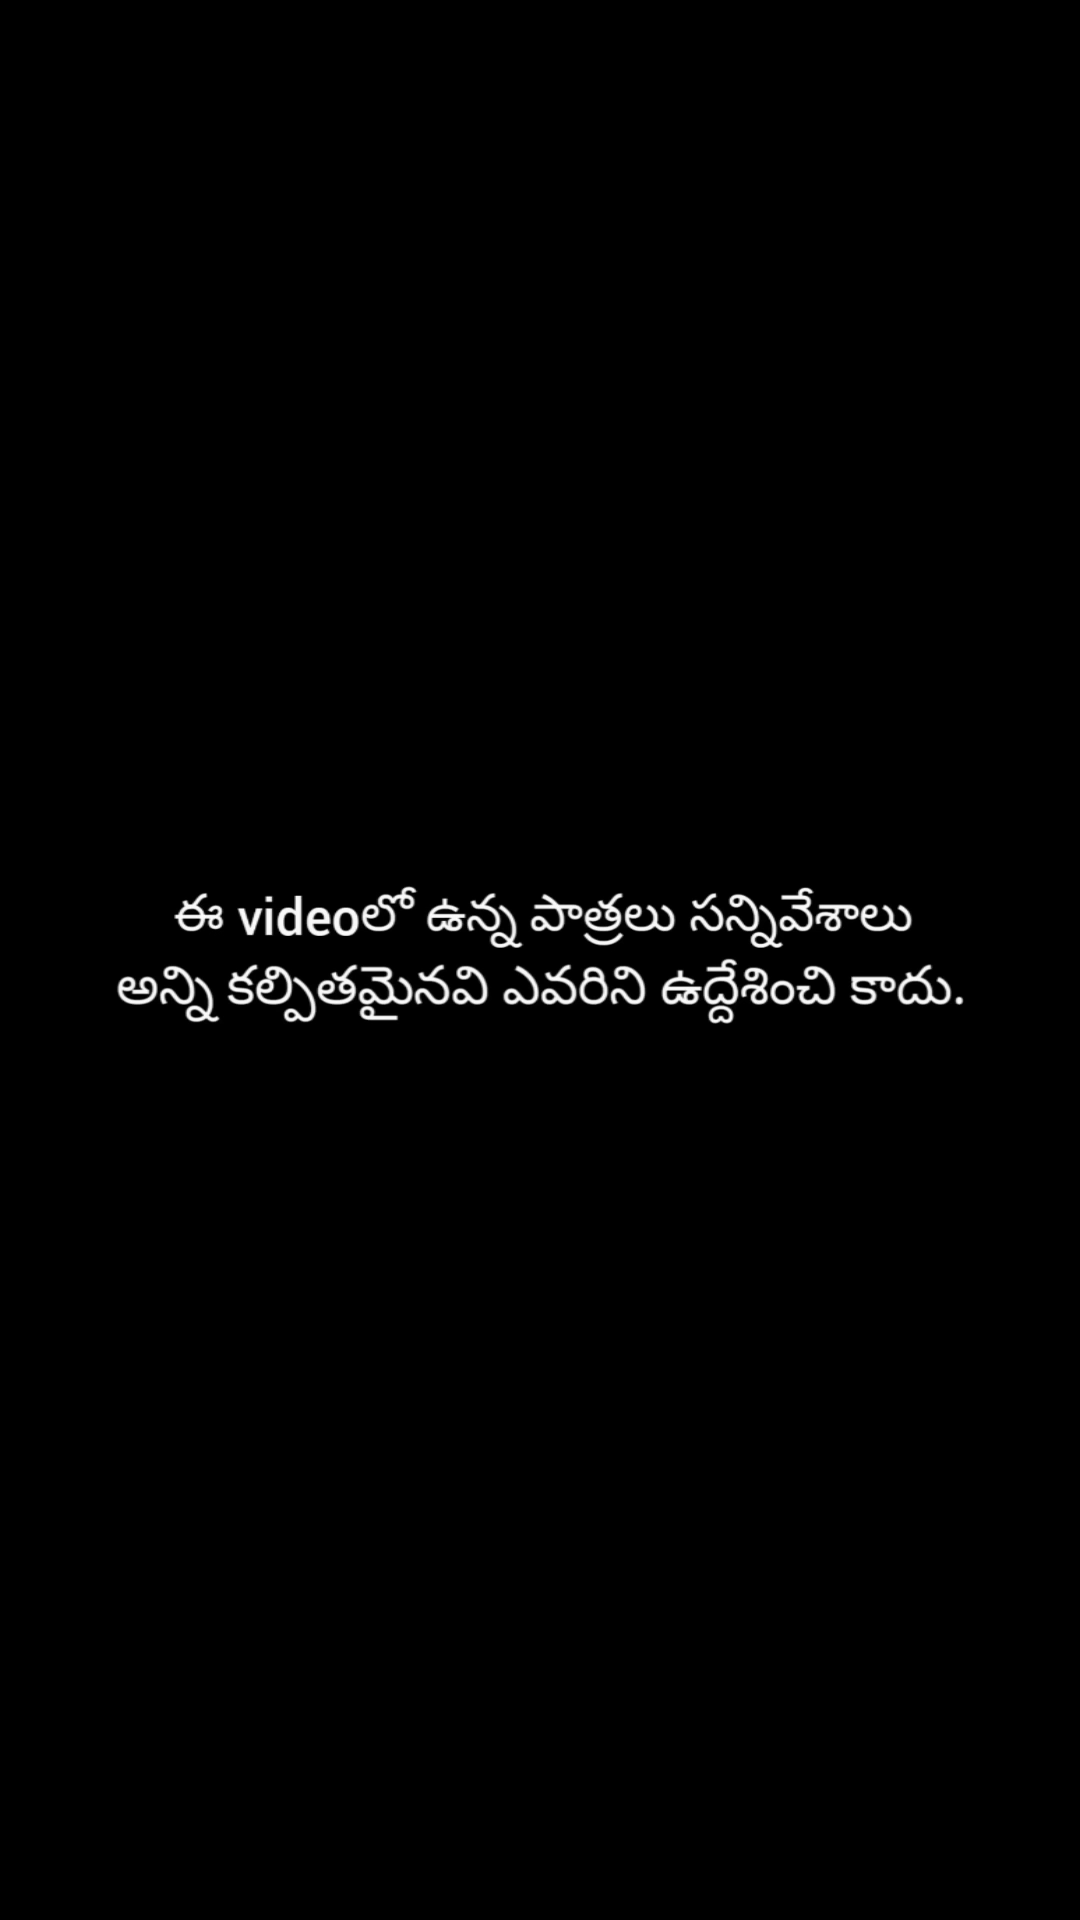 ఈ videoలో ఉన్న పాత్రలు సన్నివేశాలు
అన్ని కల్పితమైనవి ఎవరిని ఉద్దేశించి కాదు.